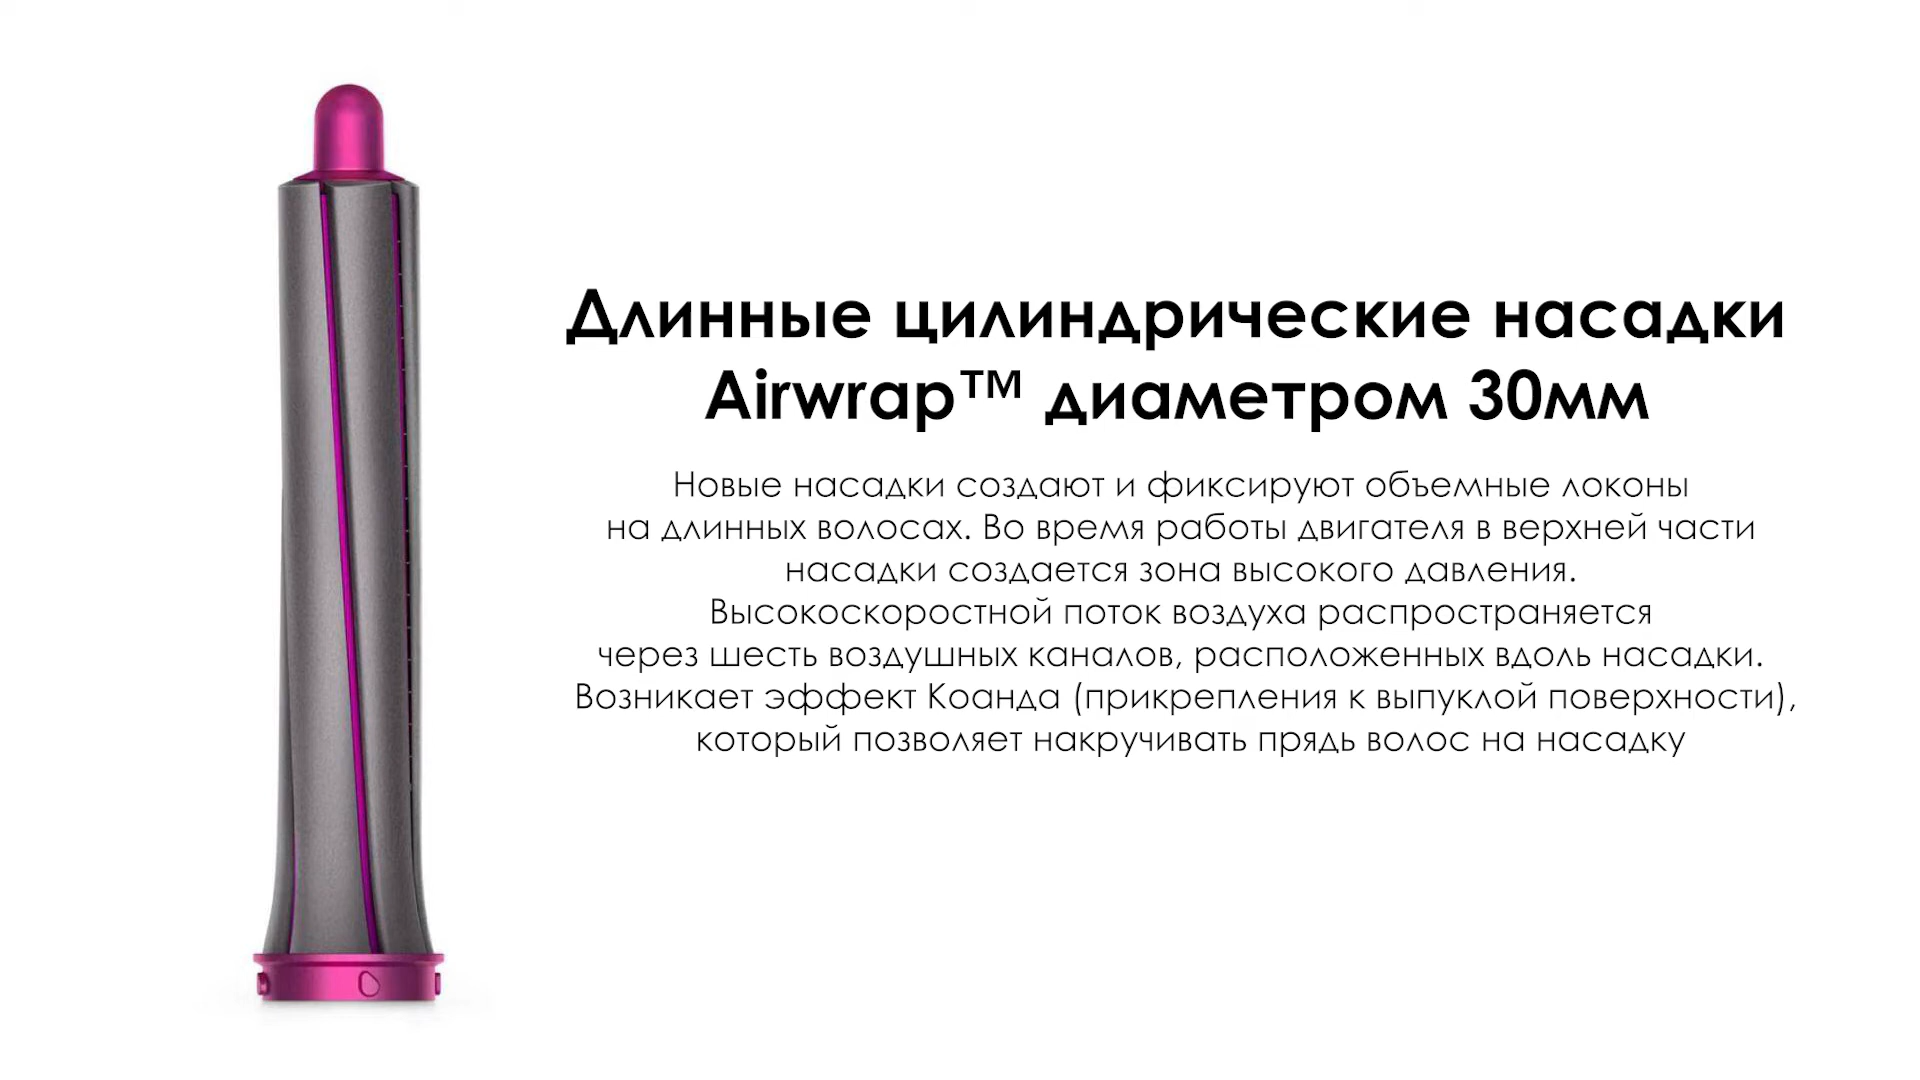 Длинные цилиндрические насадки
Airwrap™ диаметром 30мм
Новые насадки создают и фиксируют объемные локоны
на длинных волосах. Во время работы двигателя в верхней части
насадки создается зона высокого давления.
Высокоскоростной поток воздуха распространяется
через шесть воздушных каналов, расположенных вдоль насадки.
Возникает эффект Коанда (прикрепления к выпуклой поверхности),
который позволяет накручивать прядь волос на насадку